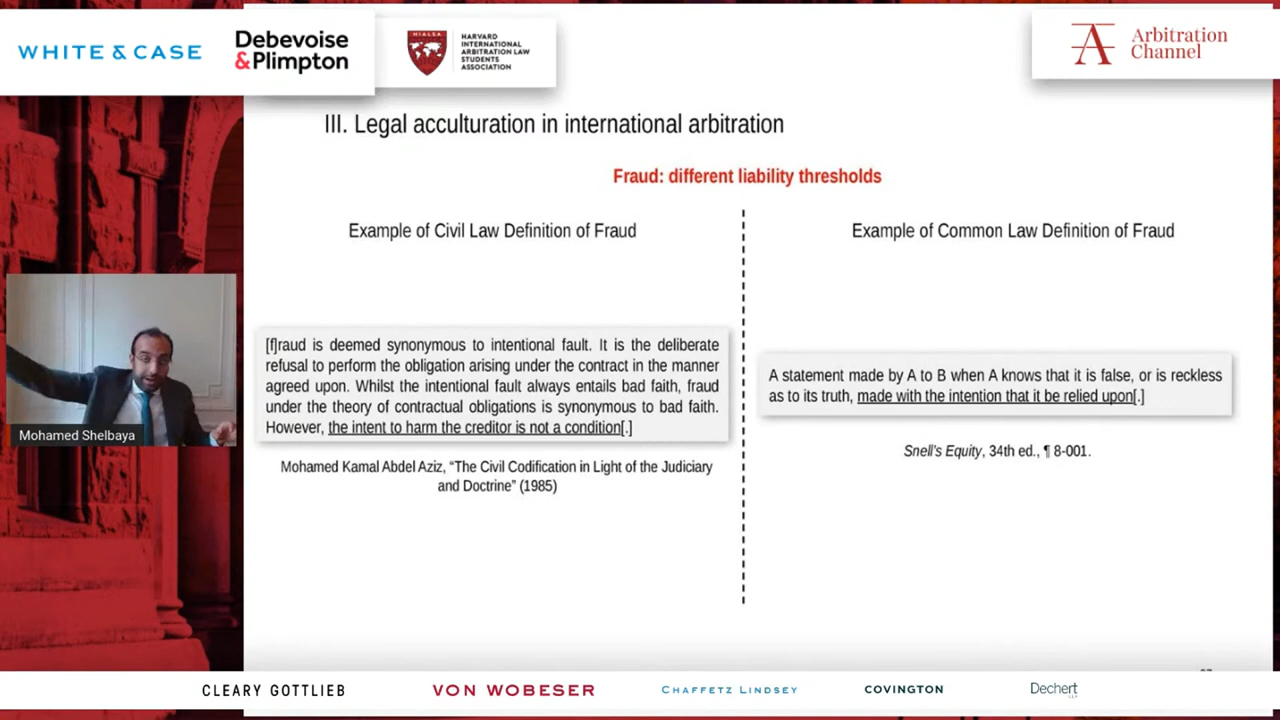 WHITE & CASE
Debevoise
&Plimpton
HIALSA
HARVARD
INTERNATIONAL
ARBITRATION LAW
STUDENTS
ASSOCIATION
Arbitration
Channel
III. Legal acculturation in international arbitration
Fraud: different liability thresholds
Example of Civil Law Definition of Fraud
[f]raud is deemed synonymous to intentional fault. It is the deliberate
refusal to perform the obligation arising under the contract in the manner
agreed upon. Whilst the intentional fault always entails bad faith, fraud
under the theory of contractual obligations is synonymous to bad faith.
However, the intent to harm the creditor is not a condition[.]
Mohamed Kamal Abdel Aziz, “The Civil Codification in Light of the Judiciary
and Doctrine” (1985)
Example of Common Law Definition of Fraud
A statement made by A to B when A knows that it is false, or is reckless
as to its truth, made with the intention that it be relied upon[.]
Snell’s Equity, 34th ed., ¶ 8-001.
Mohamed Shelbaya
CLEARY GOTTLIEB
VON WOBESER
CHAFFETZ LINDSEY
COVINGTON
Dechert
LLP